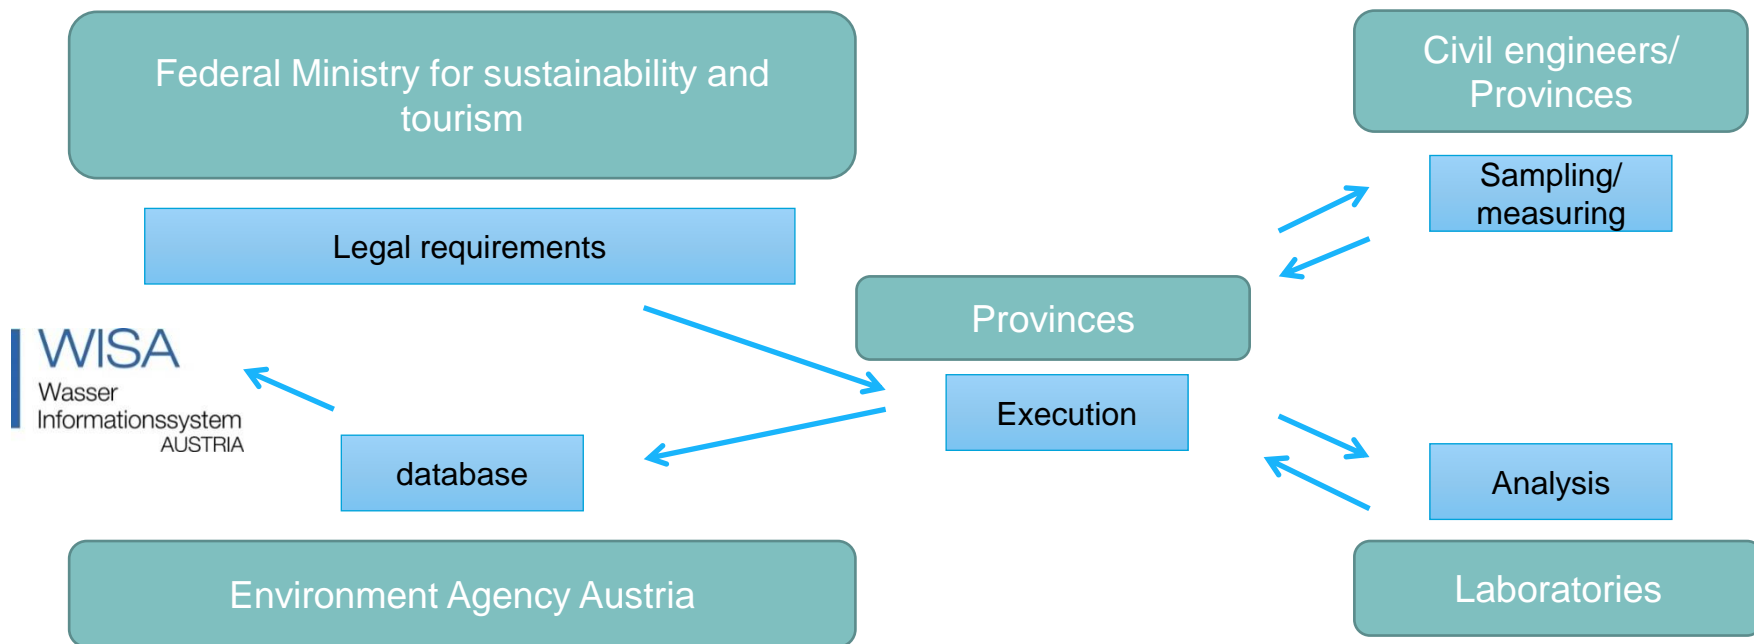 Federal Ministry for sustainability and
tourism
Legal requirements
WISA
Wasser
Informationssystem
AUSTRIA
database
Environment Agency Austria
Provinces
Execution
Civil engineers/
Provinces
Sampling/
measuring
Analysis
Laboratories